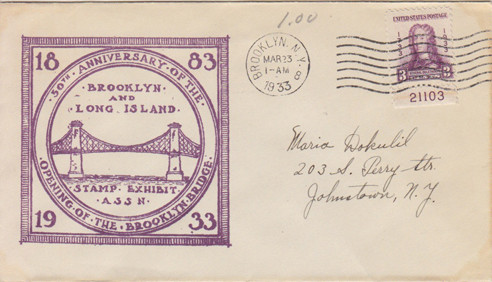 1.00
18 83
50TH ANNIVERSARY OF THE
BROOKLYN
AND
LONG ISLAND
STAMP EXHIBIT
ASSN
OPENING OF THE BROOKLYN BRIDGE
19 33
BROOKLYN, N.Y.
MAR 23
1-AM
1933
UNITED STATES POSTAGE
3 3
21103
Maria Dokulil
203 S. Perry Str.
Johnstown, N.Y.